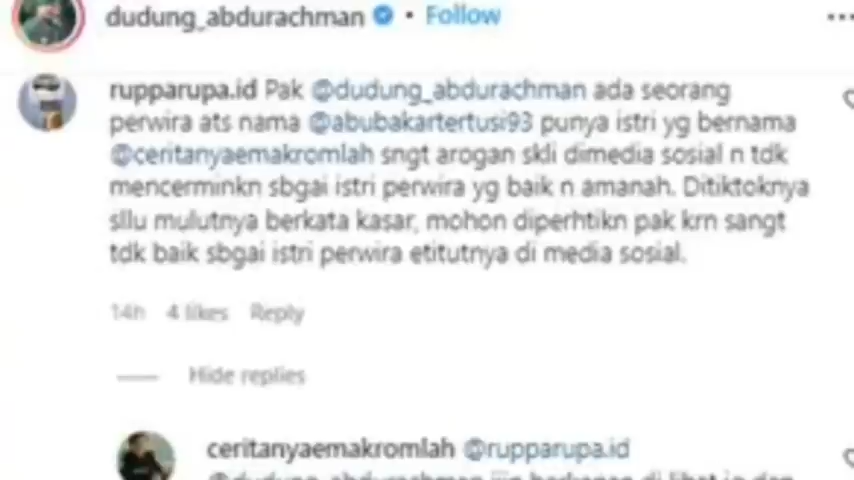 dudung_abdurachman • Follow
rupparupa.id Pak @dudung_abdurachman ada seorang
perwira ats nama @abubakartertusi93 punya istri yg bernama
@ceritanyaemakromlah sngt arogan skli dimedia sosial n tdk
mencerminkn sbgai istri perwira yg baik n amanah. Ditiktoknya
sllu mulutnya berkata kasar, mohon diperhtikn pak krn sangt
tdk baik sbgai istri perwira etitutnya di media sosial.
14h 4 likes Reply
Hide replies
ceritanyaemakromlah @rupparupa.id
@dudung_abdurachman